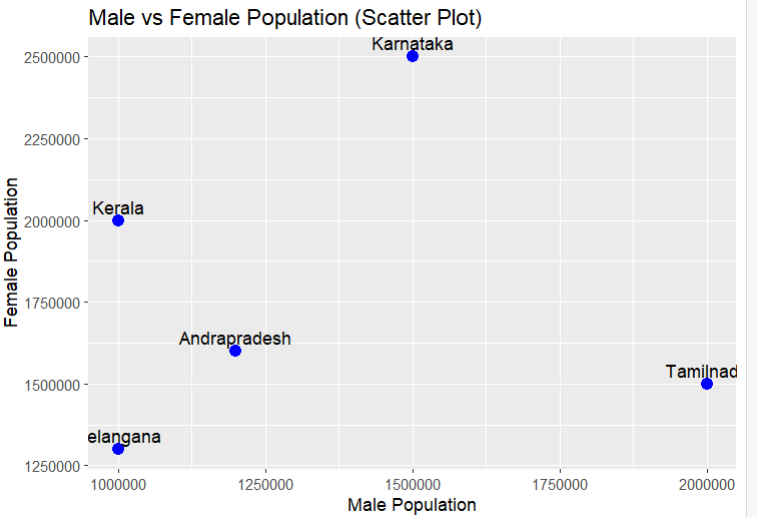 Male vs Female Population (Scatter Plot)
Karnataka
2500000
2250000
Kerala
2000000
1750000
Andrapradesh
Tamilnad
1500000
elangana
1250000
1000000 1250000 1500000 1750000 2000000
Male Population
Female Population